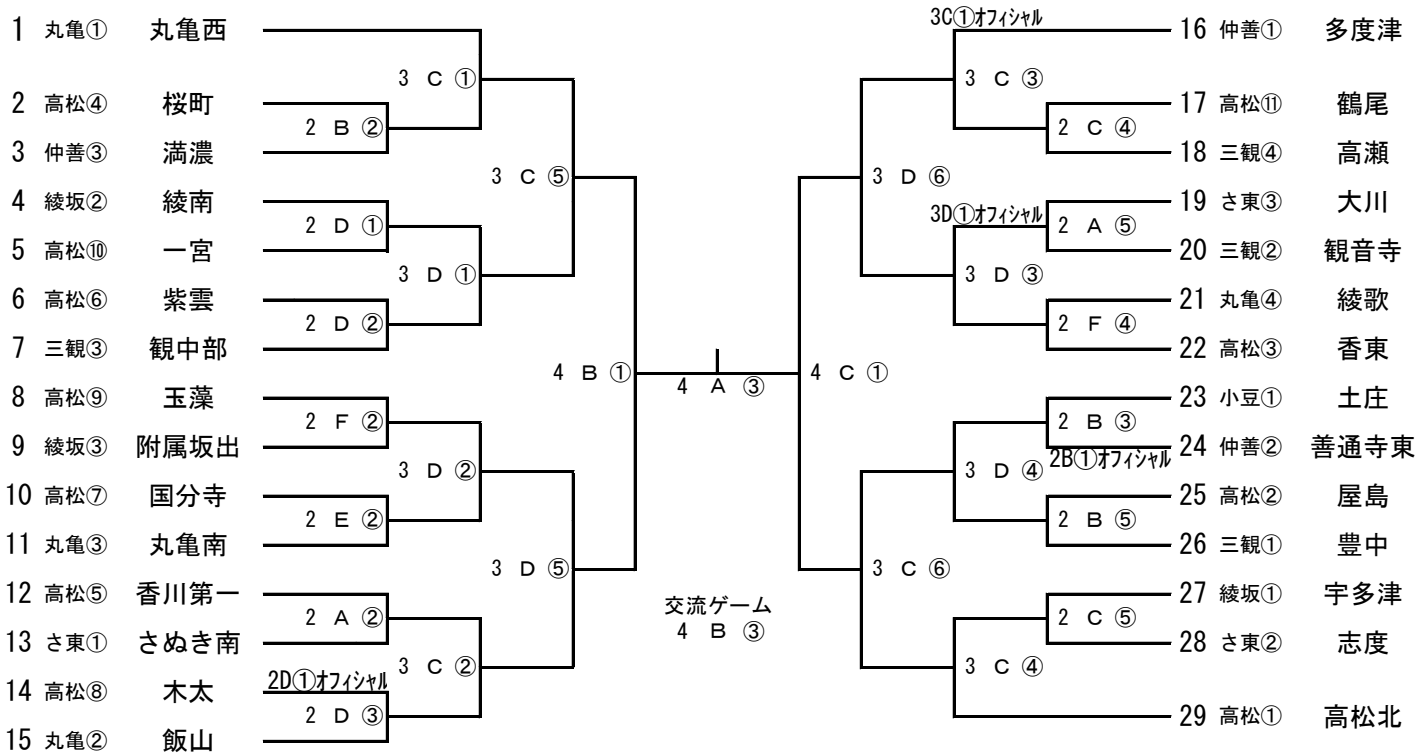 1 丸亀① 丸亀西
3 C ①
2 高松④ 桜町
2 B ②
3 仲善③ 満濃
3 C ⑤
4 綾坂② 綾南
2 D ①
5 高松⑩ 一宮
3 D ①
6 高松⑥ 紫雲
2 D ②
7 三観③ 観中部
4 B ①
8 高松⑨ 玉藻
2 F ②
9 綾坂③ 附属坂出
3 D ②
10 高松⑦ 国分寺
2 E ②
11 丸亀③ 丸亀南
3 D ⑤
12 高松⑤ 香川第一
2 A ②
13 さ東① さぬき南
3 C ②
14 高松⑧ 木太
2D①オフィシャル
2 D ③
15 丸亀② 飯山
4 A ③
交流ゲーム
4 B ③
3C①オフィシャル
16 仲善① 多度津
3 C ③
17 高松⑪ 鶴尾
2 C ④
18 三観④ 高瀬
3 D ⑥
19 さ東③ 大川
3D①オフィシャル
2 A ⑤
20 三観② 観音寺
3 D ③
21 丸亀④ 綾歌
2 F ④
22 高松③ 香東
4 C ①
23 小豆① 土庄
2 B ③
24 仲善② 善通寺東
2B①オフィシャル
3 D ④
25 高松② 屋島
2 B ⑤
26 三観① 豊中
3 C ⑥
27 綾坂① 宇多津
2 C ⑤
28 さ東② 志度
3 C ④
29 高松① 高松北